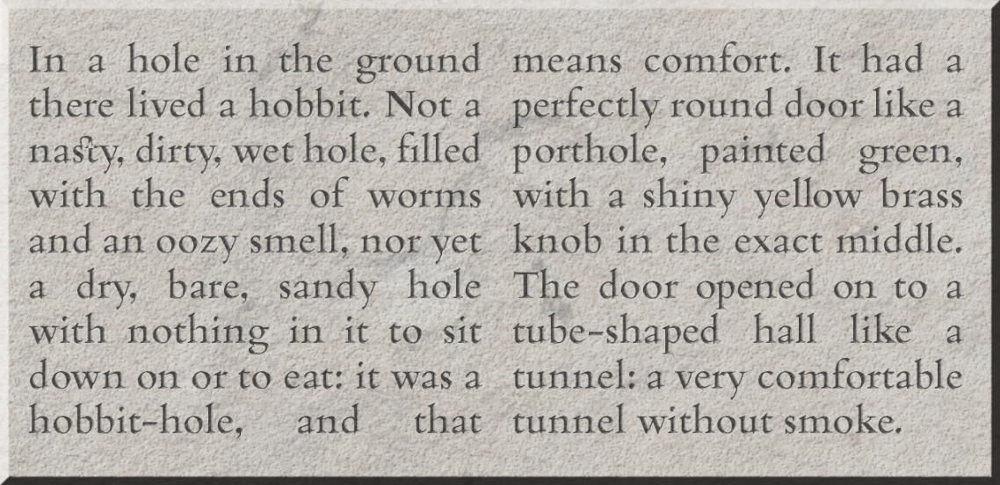 In a hole in the ground
there lived a hobbit. Not a
nasty, dirty, wet hole, filled
with the ends of worms
and an oozy smell, nor yet
a dry, bare, sandy hole
with nothing in it to sit
down on or to eat: it was a
hobbit-hole, and that
means comfort. It had a
perfectly round door like a
porthole, painted green,
with a shiny yellow brass
knob in the exact middle.
The door opened on to a
tube-shaped hall like a
tunnel: a very comfortable
tunnel without smoke.